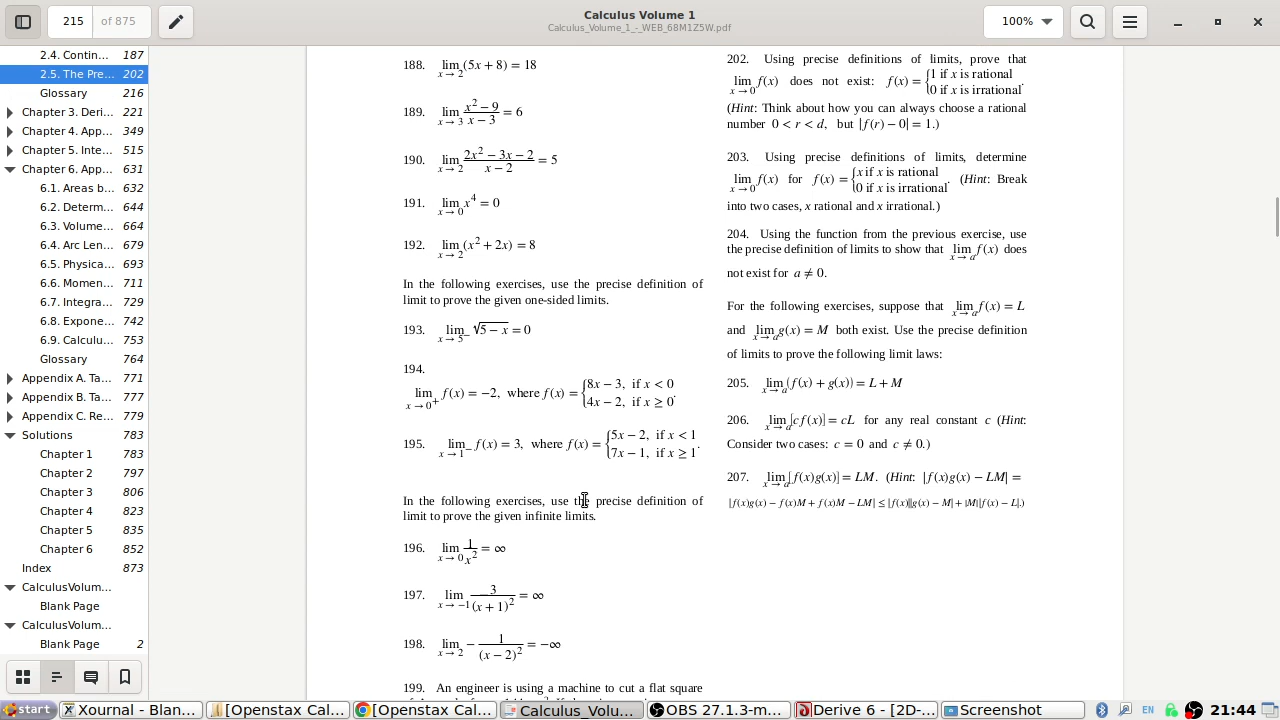 Calculus Volume 1
Calculus_Volume_1_-_WEB_68M1Z5W.pdf
215 of 875
100%
2.4. Contin... 187
2.5. The Pre... 202
Glossary 216
Chapter 3. Deri... 221
Chapter 4. App... 349
Chapter 5. Inte... 515
Chapter 6. App... 631
6.1. Areas b... 632
6.2. Determ... 644
6.3. Volume... 664
6.4. Arc Len... 679
6.5. Physica... 693
6.6. Momen... 711
6.7. Integra... 729
6.8. Expone... 742
6.9. Calculu... 753
Glossary 764
Appendix A. Ta... 771
Appendix B. Ta... 777
Appendix C. Re... 779
Solutions 783
Chapter 1 783
Chapter 2 797
Chapter 3 806
Chapter 4 823
Chapter 5 835
Chapter 6 852
Index 873
CalculusVolum...
Blank Page
CalculusVolum...
Blank Page 2
188. lim x → 2 (5x + 8) = 18
189. lim x → 3 (x² − 9)/(x − 3) = 6
190. lim x → 2 (2x² − 3x − 2)/(x − 2) = 5
191. lim x → 0 x⁴ = 0
192. lim x → 2 (x² + 2x) = 8
In the following exercises, use the precise definition of
limit to prove the given one-sided limits.
193. lim x → 5⁻ √(5 − x) = 0
194.
lim x → 0⁺ f(x) = −2, where f(x) = {8x − 3, if x < 0
4x − 2, if x ≥ 0.
195. lim x → 1⁻ f(x) = 3, where f(x) = {5x − 2, if x < 1
7x − 1, if x ≥ 1.
In the following exercises, use the precise definition of
limit to prove the given infinite limits.
196. lim x → 0 1/x² = ∞
197. lim x → −1 3/(x + 1)² = ∞
198. lim x → 2 − 1/(x − 2)² = −∞
199. An engineer is using a machine to cut a flat square
202. Using precise definitions of limits, prove that
lim x → 0 f(x) does not exist: f(x) = {1 if x is rational
0 if x is irrational.
(Hint: Think about how you can always choose a rational
number 0 < r < d, but |f(r) − 0| = 1.)
203. Using precise definitions of limits, determine
lim x → 0 f(x) for f(x) = {x if x is rational
0 if x is irrational. (Hint: Break
into two cases, x rational and x irrational.)
204. Using the function from the previous exercise, use
the precise definition of limits to show that lim x → a f(x) does
not exist for a ≠ 0.
For the following exercises, suppose that lim x → a f(x) = L
and lim x → a g(x) = M both exist. Use the precise definition
of limits to prove the following limit laws:
205. lim x → a (f(x) + g(x)) = L + M
206. lim x → a [cf(x)] = cL for any real constant c (Hint:
Consider two cases: c = 0 and c ≠ 0.)
207. lim x → a [f(x)g(x)] = LM. (Hint: |f(x)g(x) − LM| =
|f(x)g(x) − f(x)M + f(x)M − LM| ≤ |f(x)||g(x) − M| + |M||f(x) − L|.)
start
Xournal - Blan...
[Openstax Cal...
[Openstax Cal...
Calculus_Volu...
OBS 27.1.3-m...
Derive 6 - [2D-...
Screenshot
EN
21:44